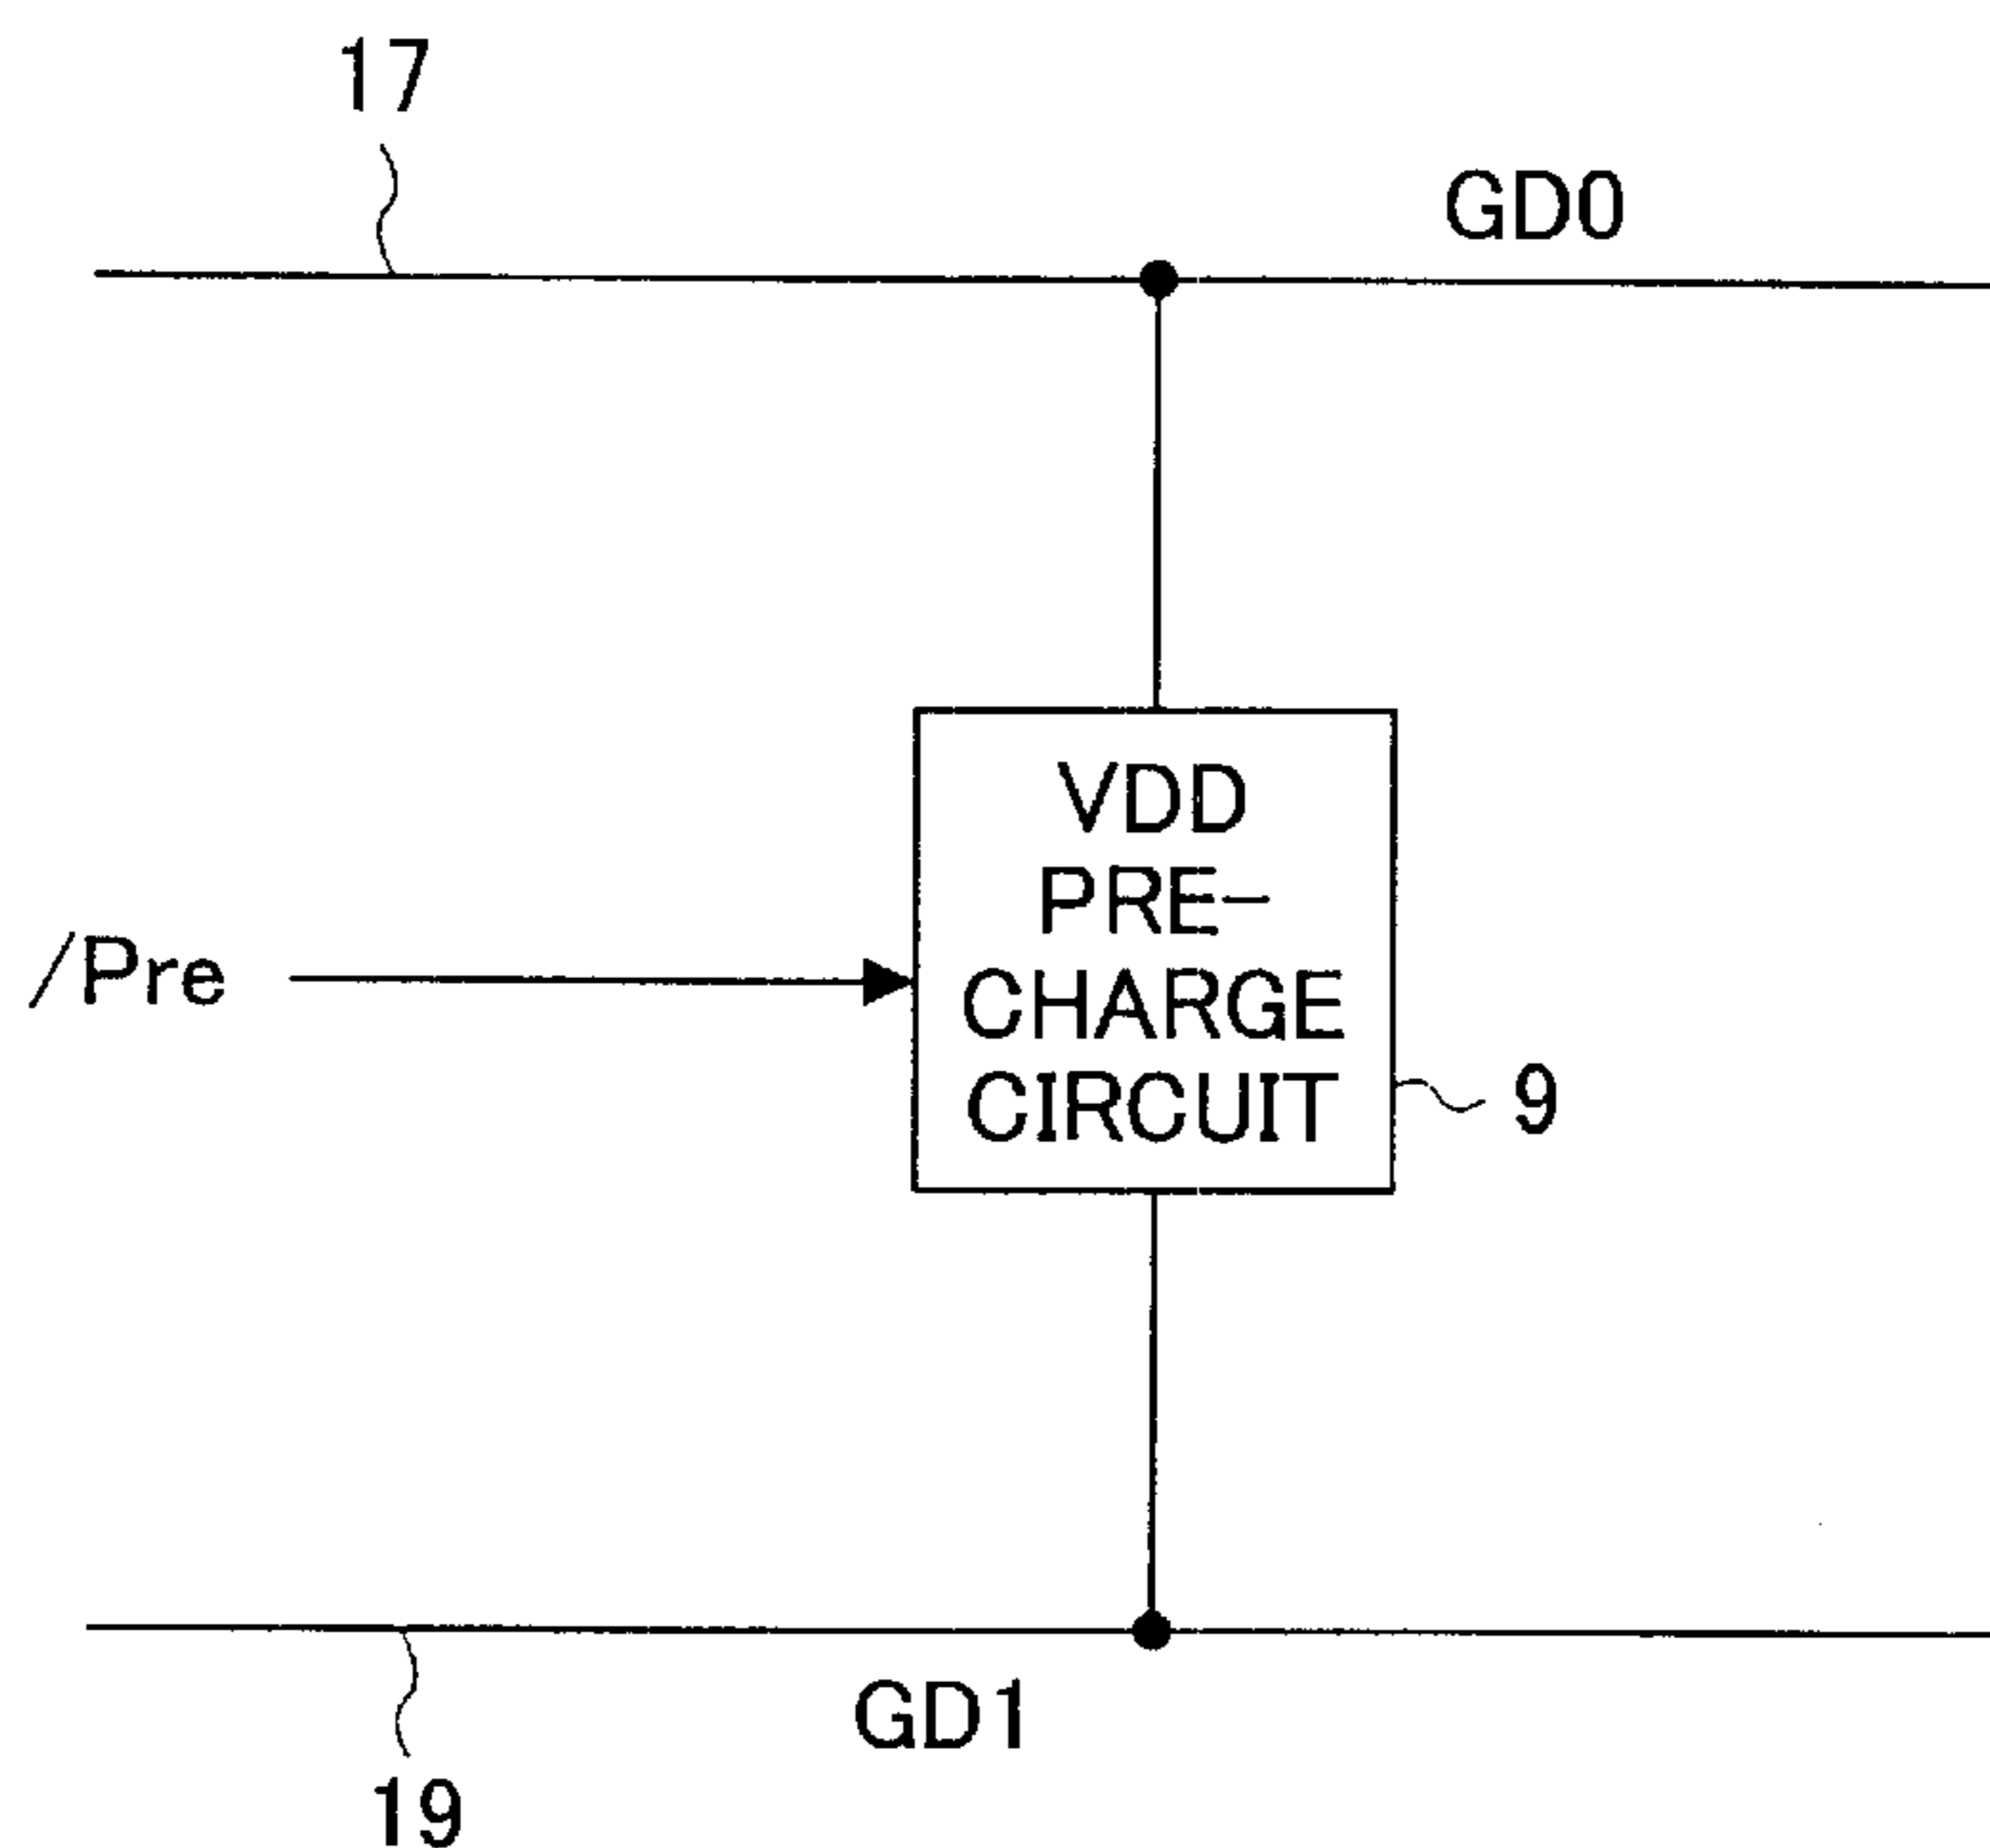 17
GD0
VDD
PRE-
/Pre
CHARGE
CIRCUIT
9
GD1
19